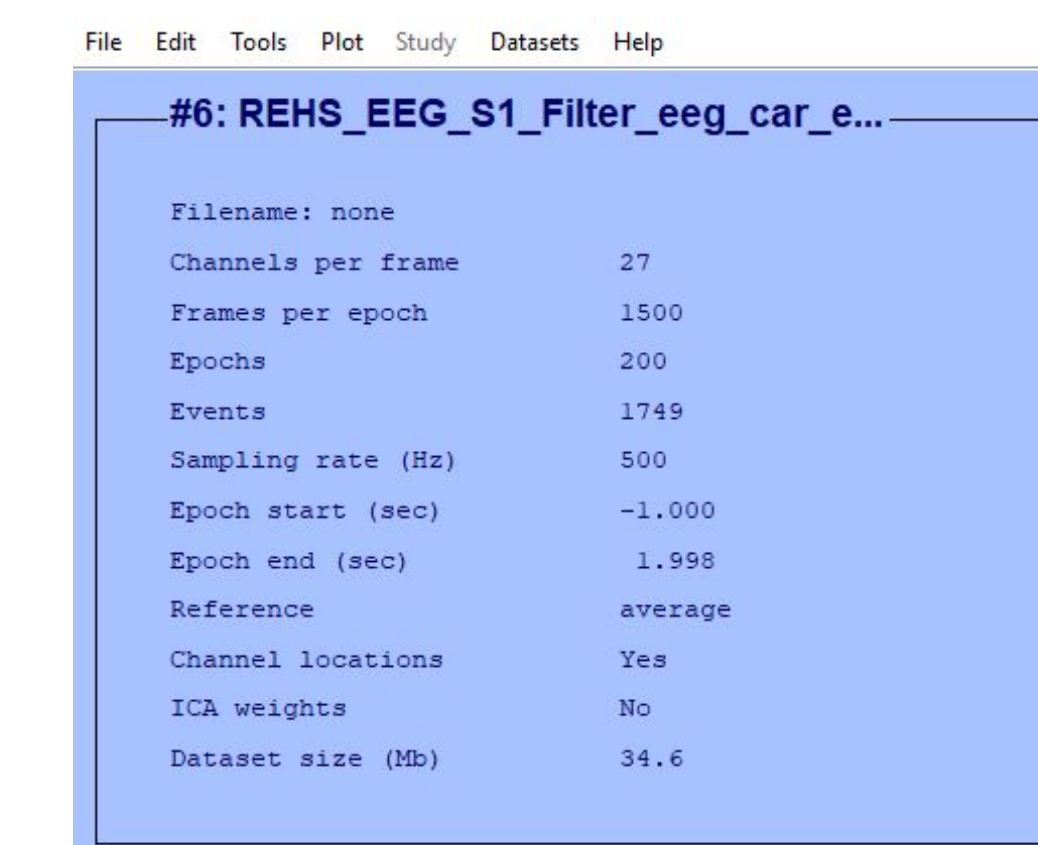 File Edit Tools Plot Study Datasets Help
#6: REHS_EEG_S1_Filter_eeg_car_e...
Filename: none
Channels per frame 27
Frames per epoch 1500
Epochs 200
Events 1749
Sampling rate (Hz) 500
Epoch start (sec) -1.000
Epoch end (sec) 1.998
Reference average
Channel locations Yes
ICA weights No
Dataset size (Mb) 34.6